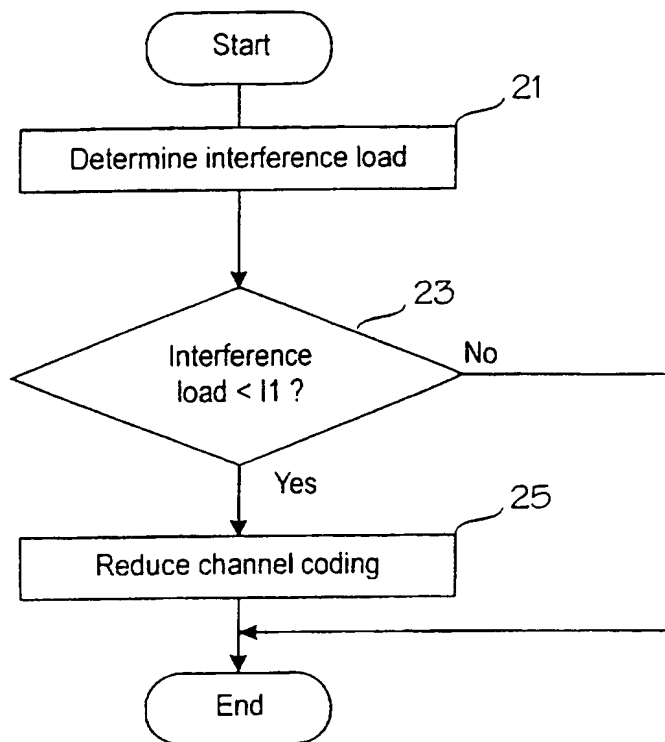 Start
21
Determine interference load
23
Interference
load < I1 ?
No
Yes
25
Reduce channel coding
End